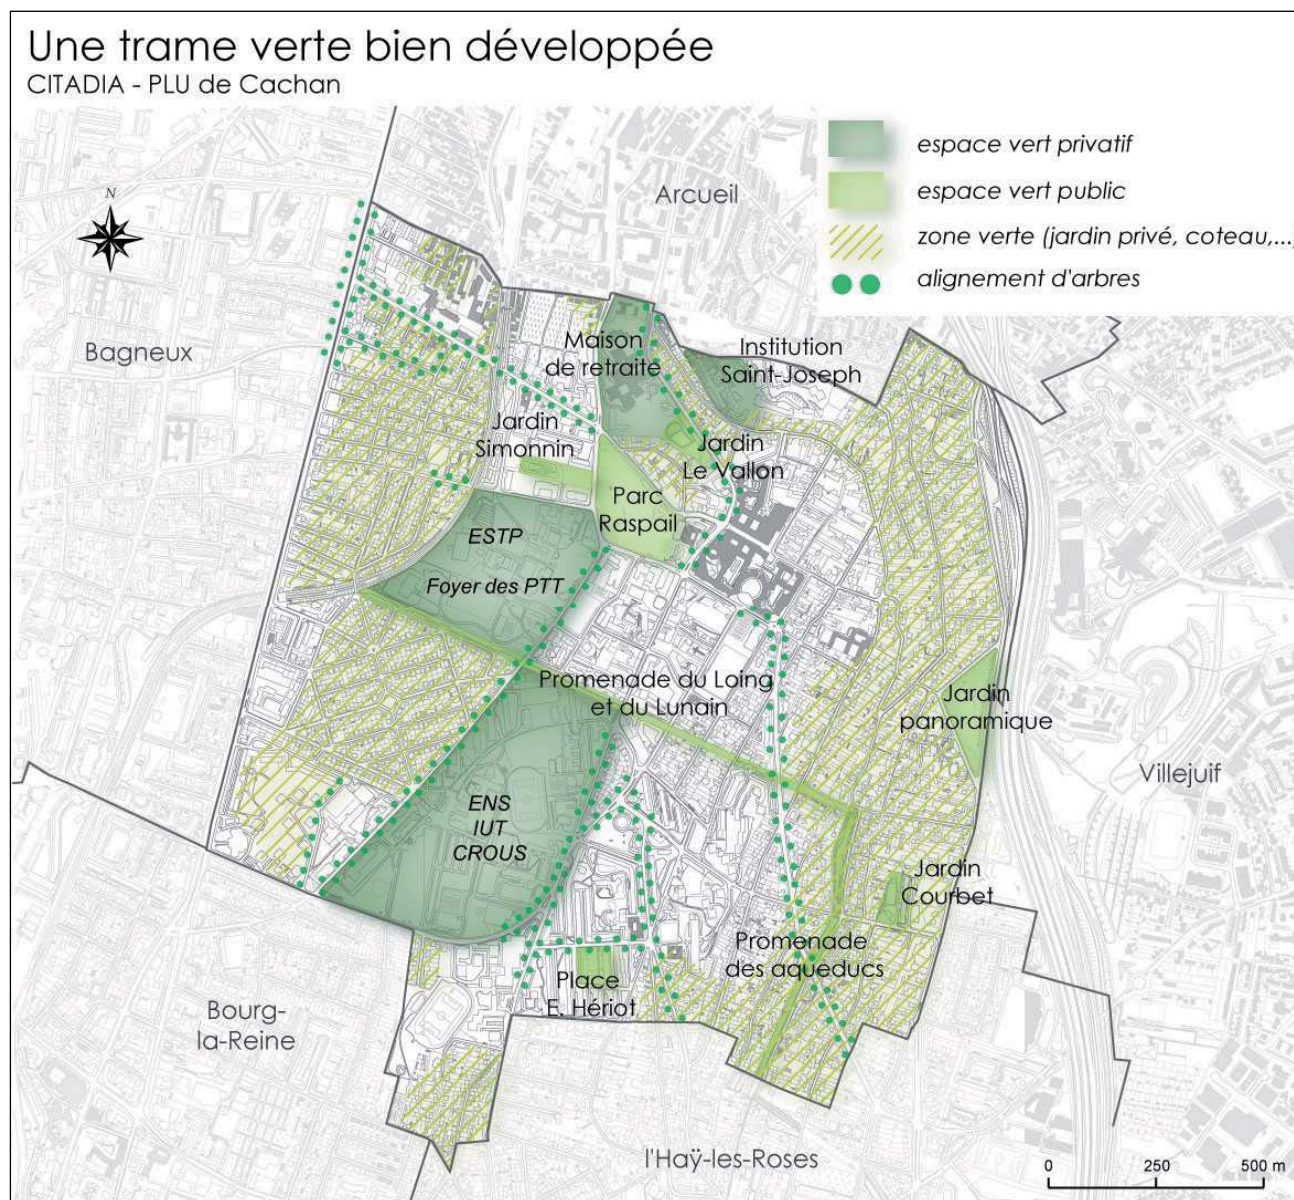 Une trame verte bien développée
CITADIA - PLU de Cachan
espace vert privatif
espace vert public
zone verte (jardin privé, coteau,...)
alignement d'arbres
N
Arcueil
Bagneux
Maison
de retraite
Institution
Saint-Joseph
Jardin
Simonnin
Jardin
Le Vallon
Parc
Raspail
ESTP
Foyer des PTT
Promenade du Loing
et du Lunain
Jardin
panoramique
Villejuif
ENS
IUT
CROUS
Jardin
Courbet
Promenade
des aqueducs
Place
E. Hériot
Bourg-
la-Reine
l'Haÿ-les-Roses
0 250 500 m